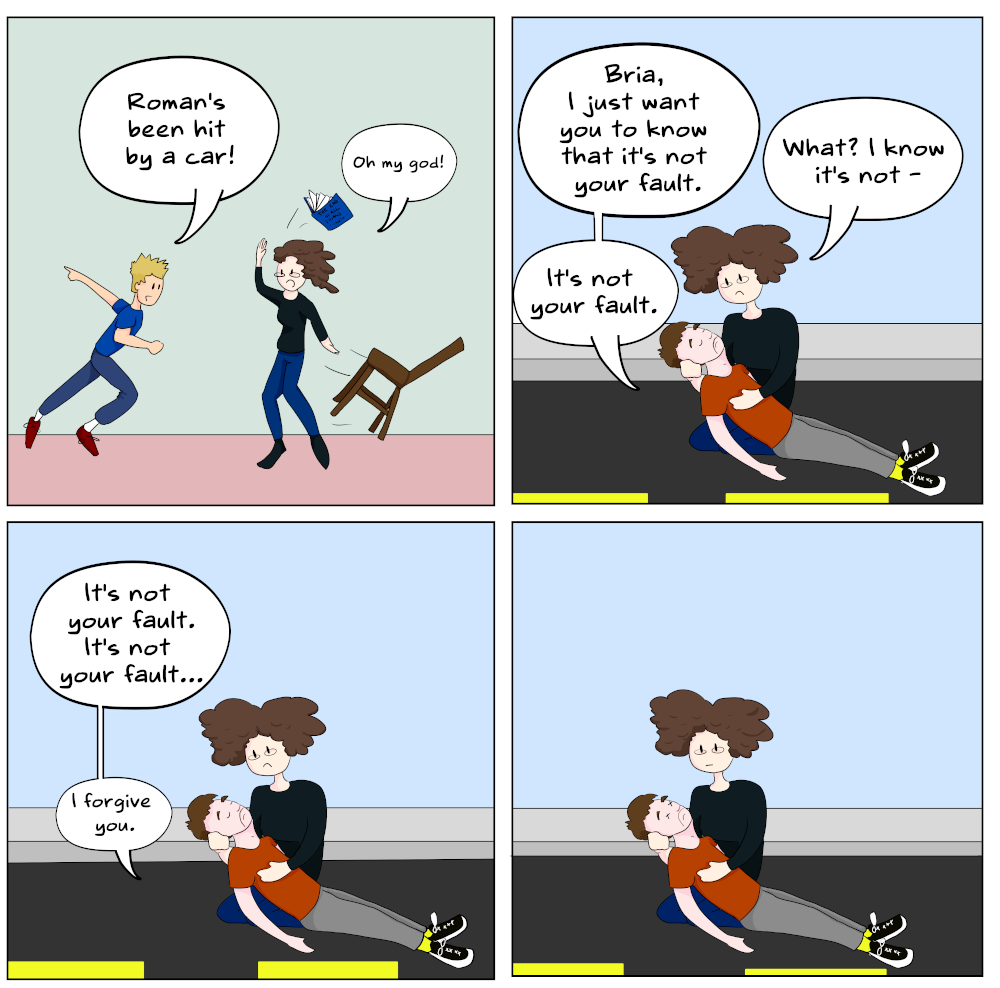 Roman's
been hit
by a car!
Oh my god!
Bria,
I just want
you to know
that it's not
your fault.
What? I know
it's not -
It's not
your fault.
It's not
your fault.
It's not
your fault...
I forgive
you.